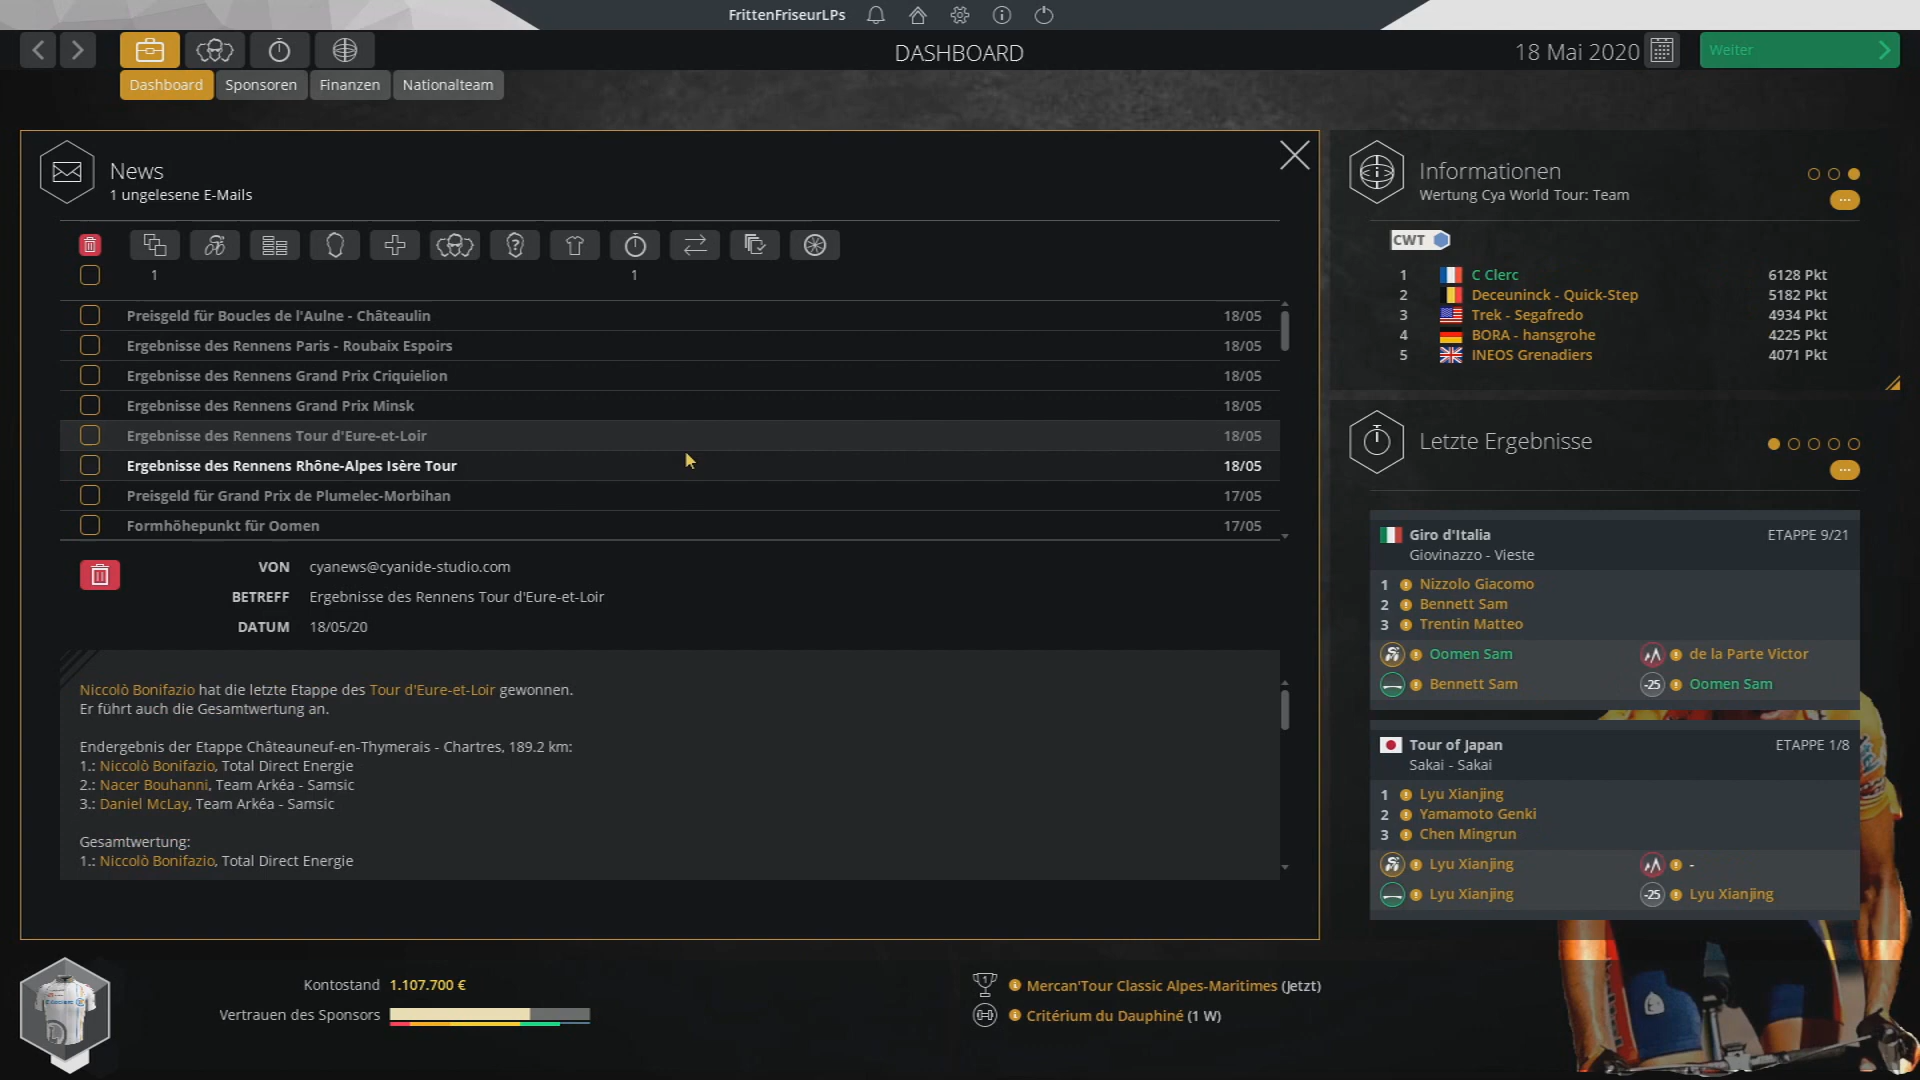 FrittenFriseurLPs
DASHBOARD
18 Mai 2020
Weiter
Dashboard
Sponsoren
Finanzen
Nationalteam
News
1 ungelesene E-Mails
1
1
Preisgeld für Boucles de l'Aulne - Châteaulin 18/05
Ergebnisse des Rennens Paris - Roubaix Espoirs 18/05
Ergebnisse des Rennens Grand Prix Criquielion 18/05
Ergebnisse des Rennens Grand Prix Minsk 18/05
Ergebnisse des Rennens Tour d'Eure-et-Loir 18/05
Ergebnisse des Rennens Rhône-Alpes Isère Tour 18/05
Preisgeld für Grand Prix de Plumelec-Morbihan 17/05
Formhöhepunkt für Oomen 17/05
VON cyanews@cyanide-studio.com
BETREFF Ergebnisse des Rennens Tour d'Eure-et-Loir
DATUM 18/05/20
Niccolò Bonifazio hat die letzte Etappe des Tour d'Eure-et-Loir gewonnen.
Er führt auch die Gesamtwertung an.
Endergebnis der Etappe Châteauneuf-en-Thymerais - Chartres, 189.2 km:
1.: Niccolò Bonifazio, Total Direct Energie
2.: Nacer Bouhanni, Team Arkéa - Samsic
3.: Daniel McLay, Team Arkéa - Samsic
Gesamtwertung:
1.: Niccolò Bonifazio, Total Direct Energie
Informationen
Wertung Cya World Tour: Team
CWT
1 C Clerc 6128 Pkt
2 Deceuninck - Quick-Step 5182 Pkt
3 Trek - Segafredo 4934 Pkt
4 BORA - hansgrohe 4225 Pkt
5 INEOS Grenadiers 4071 Pkt
Letzte Ergebnisse
Giro d'Italia ETAPPE 9/21
Giovinazzo - Vieste
1 Nizzolo Giacomo
2 Bennett Sam
3 Trentin Matteo
Oomen Sam de la Parte Victor
Bennett Sam -25 Oomen Sam
Tour of Japan ETAPPE 1/8
Sakai - Sakai
1 Lyu Xianjing
2 Yamamoto Genki
3 Chen Mingrun
Lyu Xianjing -
Lyu Xianjing -25 Lyu Xianjing
Kontostand 1.107.700 €
Vertrauen des Sponsors
Mercan'Tour Classic Alpes-Maritimes (Jetzt)
Critérium du Dauphiné (1 W)